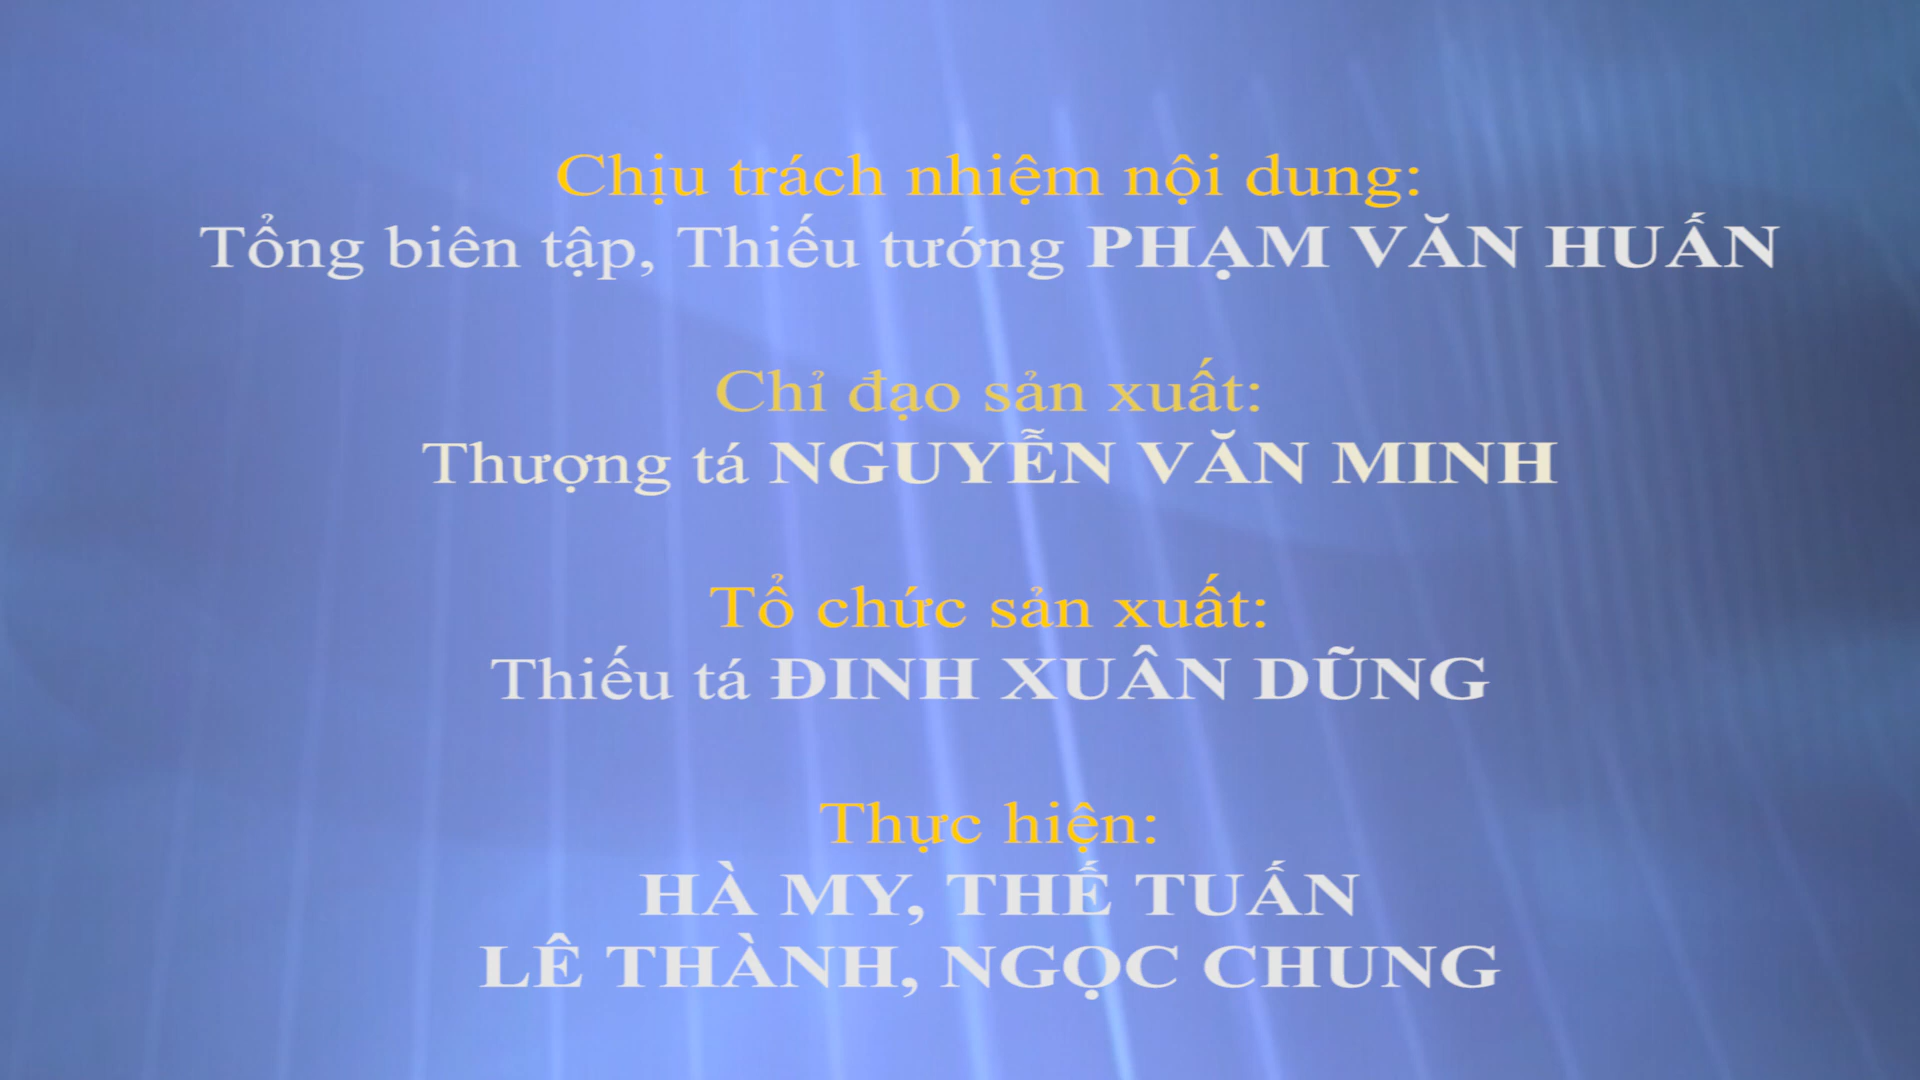 Chịu trách nhiệm nội dung:
Tổng biên tập, Thiếu tướng PHẠM VĂN HUẤN
Chỉ đạo sản xuất:
Thượng tá NGUYỄN VĂN MINH
Tổ chức sản xuất:
Thiếu tá ĐINH XUÂN DŨNG
Thực hiện:
HÀ MY, THẾ TUẤN
LÊ THÀNH, NGỌC CHUNG